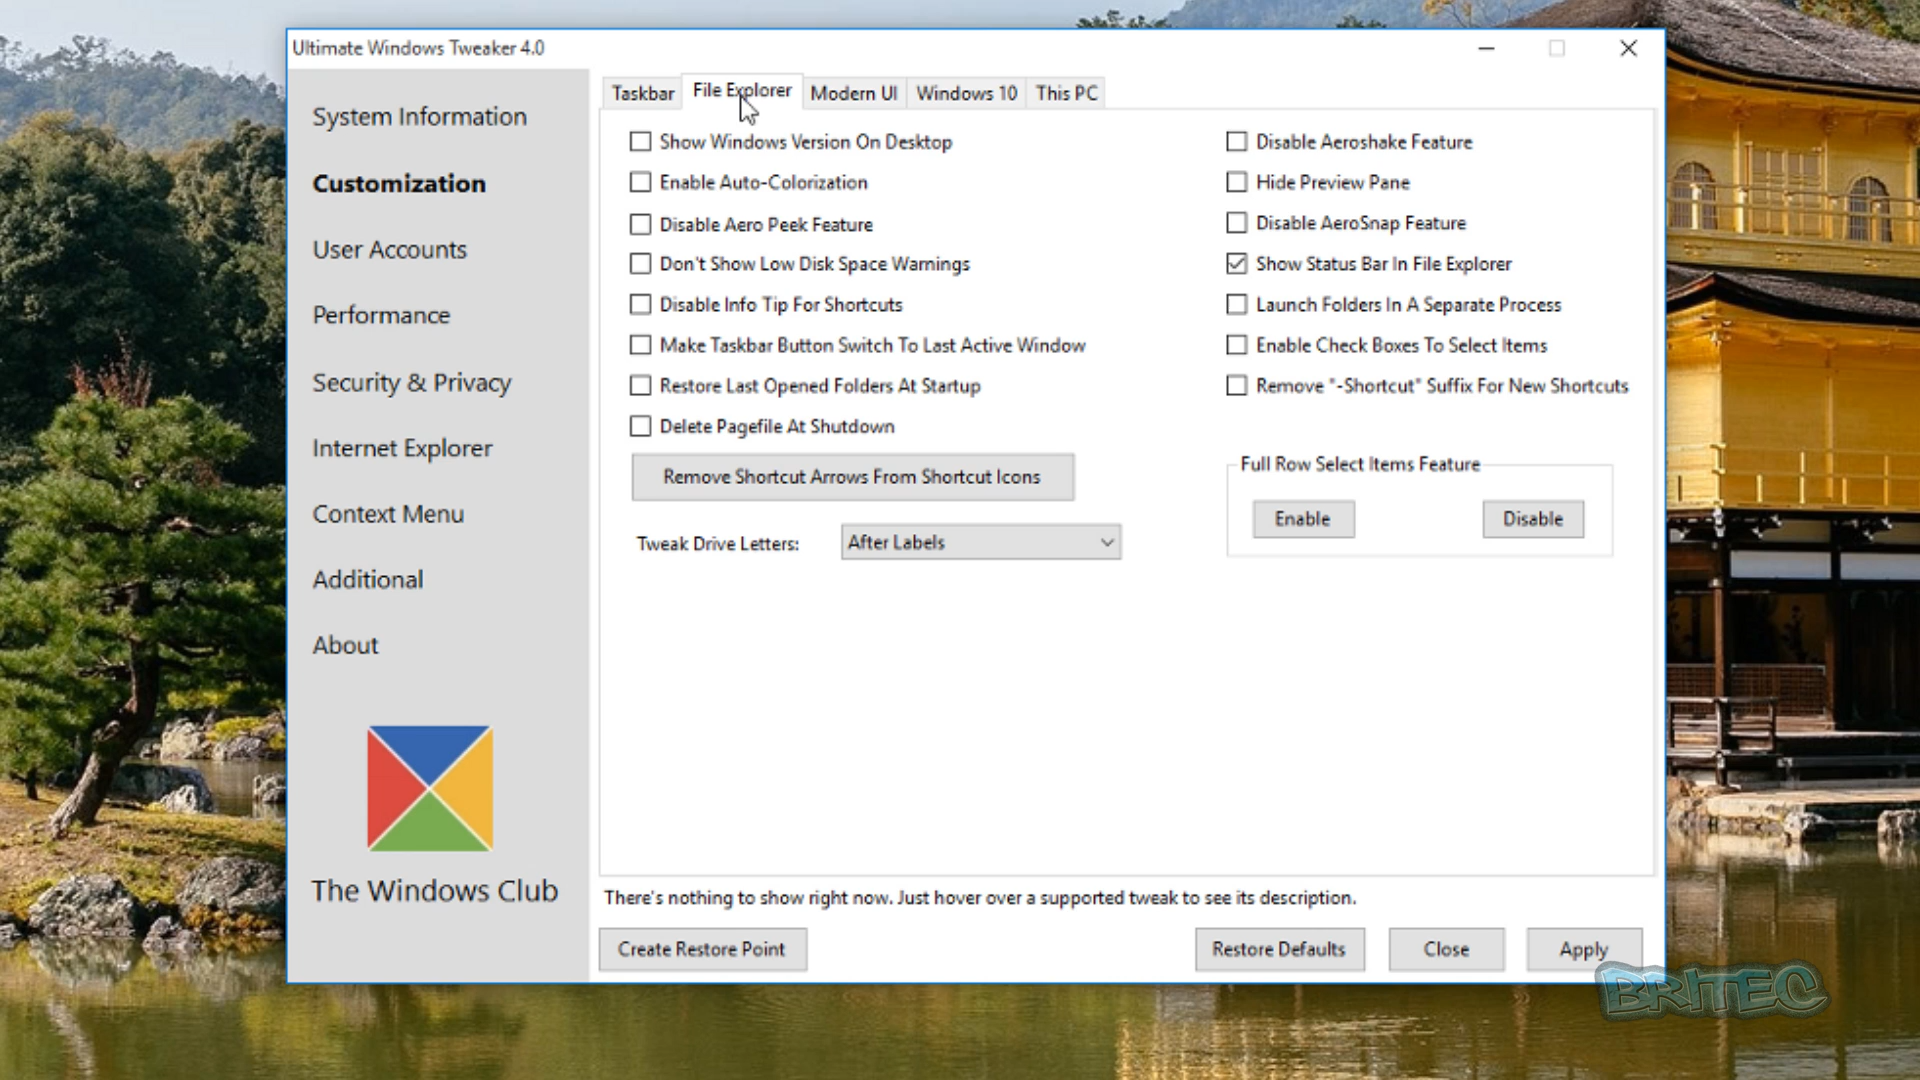 Ultimate Windows Tweaker 4.0
System Information
Customization
User Accounts
Performance
Security & Privacy
Internet Explorer
Context Menu
Additional
About
The Windows Club
Taskbar File Explorer Modern UI Windows 10 This PC
Show Windows Version On Desktop
Enable Auto-Colorization
Disable Aero Peek Feature
Don't Show Low Disk Space Warnings
Disable Info Tip For Shortcuts
Make Taskbar Button Switch To Last Active Window
Restore Last Opened Folders At Startup
Delete Pagefile At Shutdown
Remove Shortcut Arrows From Shortcut Icons
Tweak Drive Letters: After Labels
Disable Aeroshake Feature
Hide Preview Pane
Disable AeroSnap Feature
Show Status Bar In File Explorer
Launch Folders In A Separate Process
Enable Check Boxes To Select Items
Remove "-Shortcut" Suffix For New Shortcuts
Full Row Select Items Feature
Enable Disable
There's nothing to show right now. Just hover over a supported tweak to see its description.
Create Restore Point Restore Defaults Close Apply
BRITEC